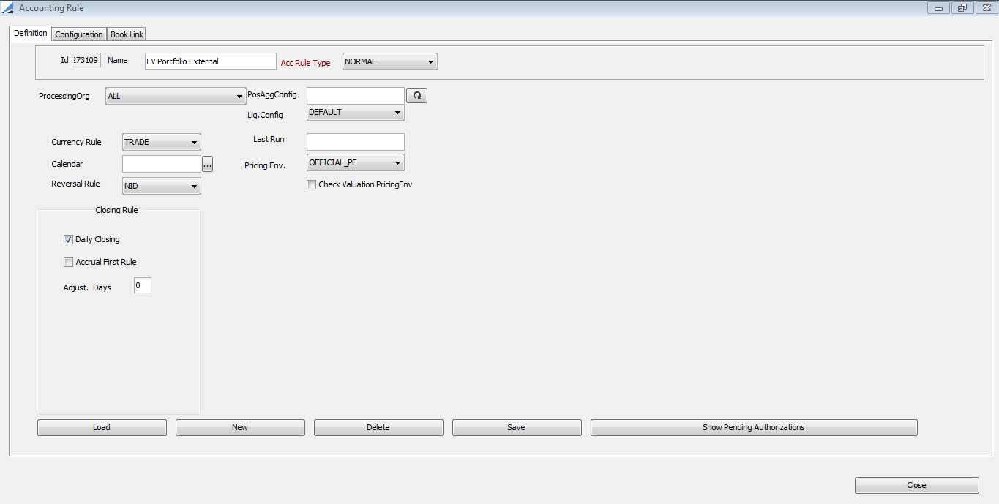 Accounting Rule
Definition Configuration Book Link
Id 273109 Name FV Portfolio External Acc Rule Type NORMAL
ProcessingOrg ALL PosAggConfig
Liq.Config DEFAULT
Currency Rule TRADE Last Run
Calendar ... Pricing Env. OFFICIAL_PE
Reversal Rule NID Check Valuation PricingEnv
Closing Rule
Daily Closing
Accrual First Rule
Adjust. Days 0
Load New Delete Save Show Pending Authorizations
Close